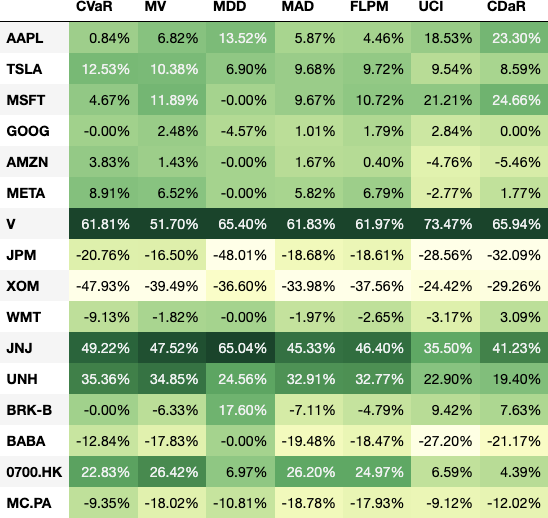 CVaR MV MDD MAD FLPM UCI CDaR
AAPL 0.84% 6.82% 13.52% 5.87% 4.46% 18.53% 23.30%
TSLA 12.53% 10.38% 6.90% 9.68% 9.72% 9.54% 8.59%
MSFT 4.67% 11.89% -0.00% 9.67% 10.72% 21.21% 24.66%
GOOG -0.00% 2.48% -4.57% 1.01% 1.79% 2.84% 0.00%
AMZN 3.83% 1.43% -0.00% 1.67% 0.40% -4.76% -5.46%
META 8.91% 6.52% -0.00% 5.82% 6.79% -2.77% 1.77%
V 61.81% 51.70% 65.40% 61.83% 61.97% 73.47% 65.94%
JPM -20.76% -16.50% -48.01% -18.68% -18.61% -28.56% -32.09%
XOM -47.93% -39.49% -36.60% -33.98% -37.56% -24.42% -29.26%
WMT -9.13% -1.82% -0.00% -1.97% -2.65% -3.17% 3.09%
JNJ 49.22% 47.52% 65.04% 45.33% 46.40% 35.50% 41.23%
UNH 35.36% 34.85% 24.56% 32.91% 32.77% 22.90% 19.40%
BRK-B -0.00% -6.33% 17.60% -7.11% -4.79% 9.42% 7.63%
BABA -12.84% -17.83% -0.00% -19.48% -18.47% -27.20% -21.17%
0700.HK 22.83% 26.42% 6.97% 26.20% 24.97% 6.59% 4.39%
MC.PA -9.35% -18.02% -10.81% -18.78% -17.93% -9.12% -12.02%